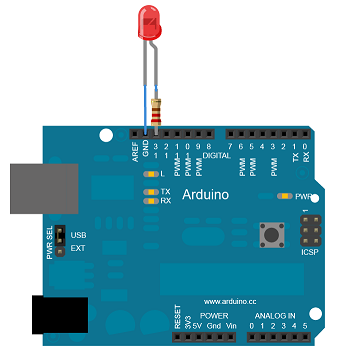 AREF
GND
13
12
PWM 11
PWM 10
PWM 9
8
DIGITAL
7
PWM 6
PWM 5
4
PWM 3
2
TX 1
RX 0
L
TX
RX
Arduino
PWR
1
ICSP
PWR SEL
USB
EXT
www.arduino.cc
POWER
ANALOG IN
RESET
3V3
5V
Gnd
Vin
0 1 2 3 4 5